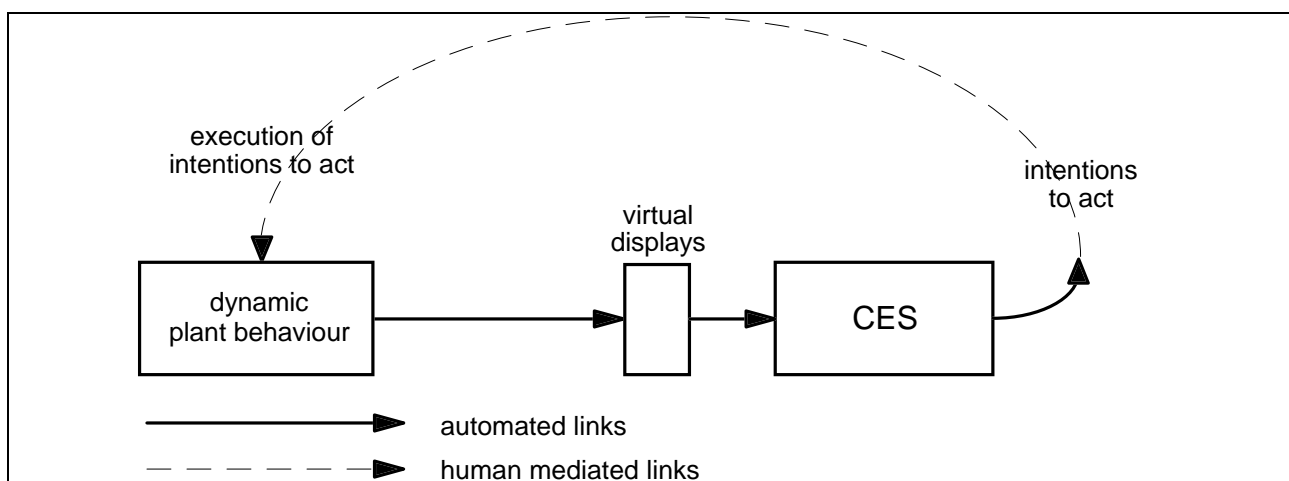 execution of
intentions to act
intentions
to act
virtual
displays
dynamic
plant behaviour
CES
automated links
human mediated links